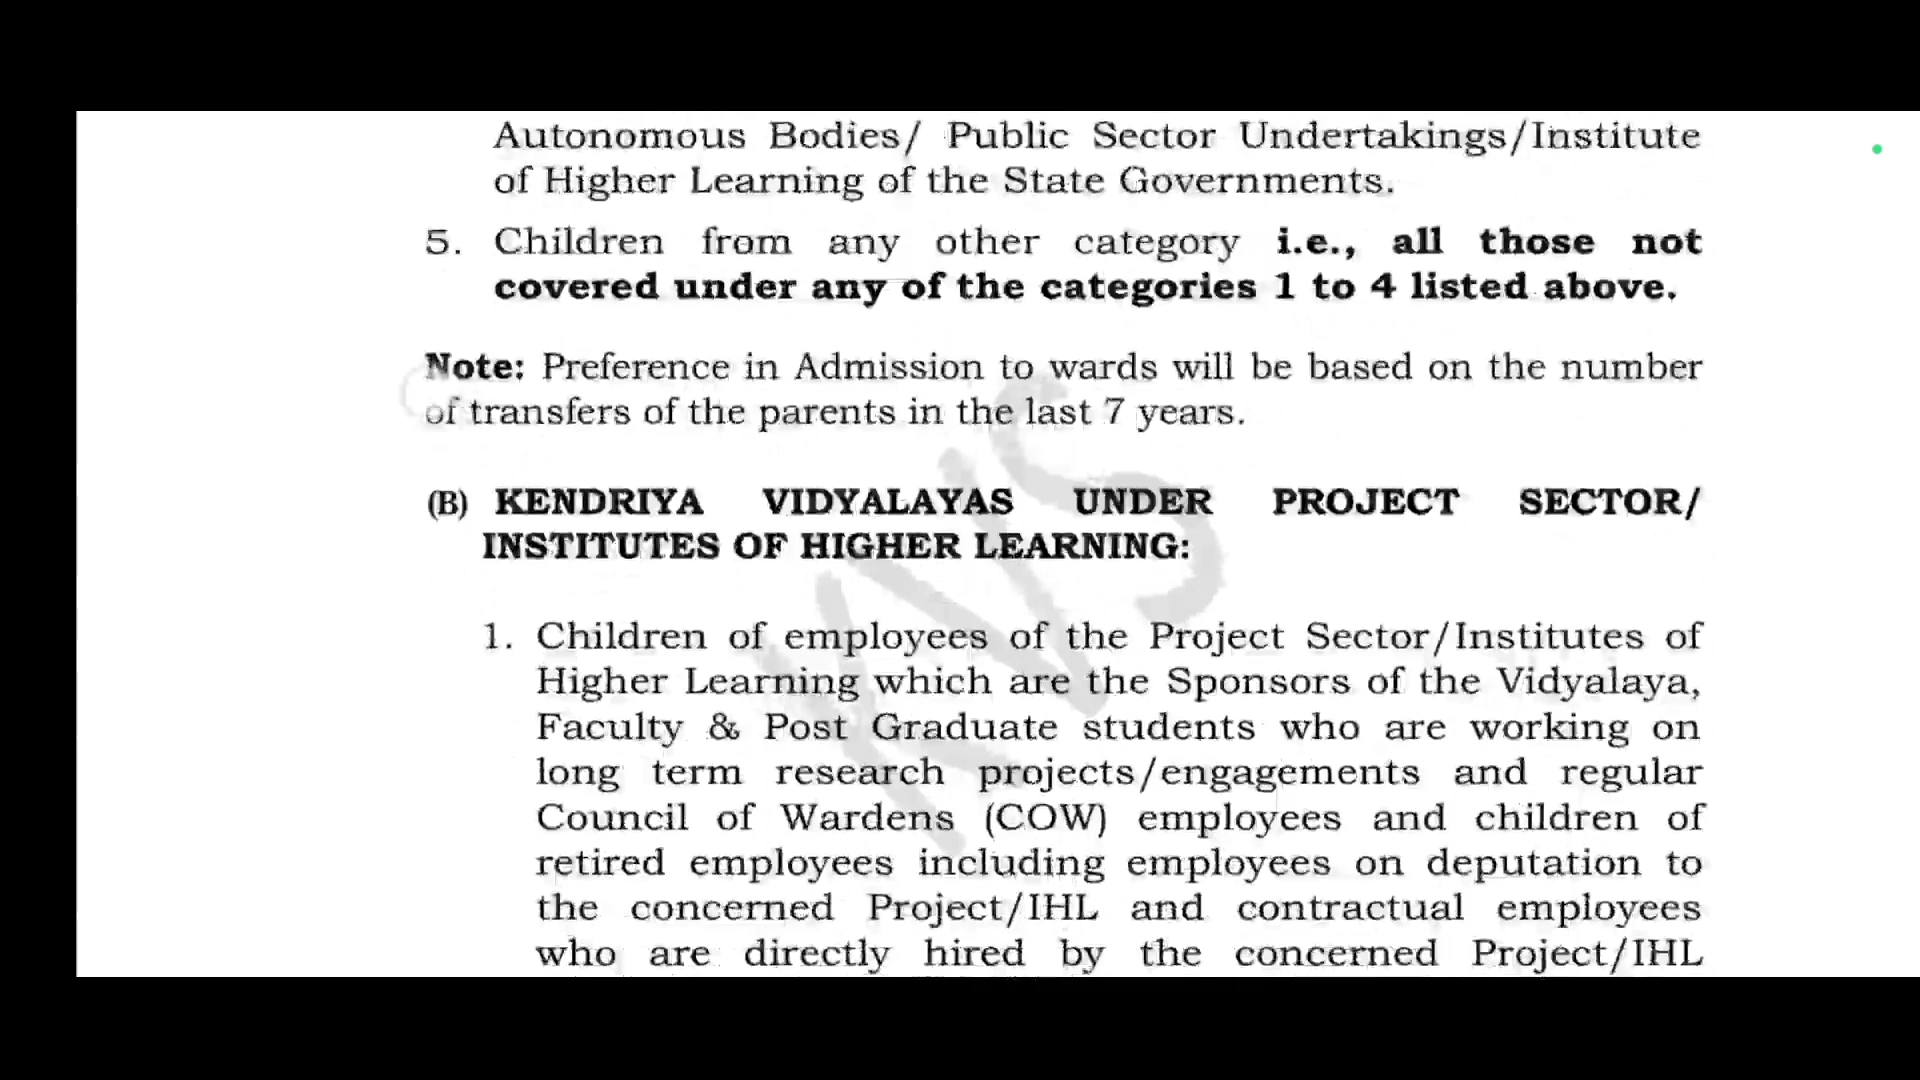 Autonomous Bodies/ Public Sector Undertakings/Institute
of Higher Learning of the State Governments.
5. Children from any other category i.e., all those not
covered under any of the categories 1 to 4 listed above.
Note: Preference in Admission to wards will be based on the number
of transfers of the parents in the last 7 years.
(B) KENDRIYA VIDYALAYAS UNDER PROJECT SECTOR/
INSTITUTES OF HIGHER LEARNING:
1. Children of employees of the Project Sector/Institutes of
Higher Learning which are the Sponsors of the Vidyalaya,
Faculty & Post Graduate students who are working on
long term research projects/engagements and regular
Council of Wardens (COW) employees and children of
retired employees including employees on deputation to
the concerned Project/IHL and contractual employees
who are directly hired by the concerned Project/IHL
KVS